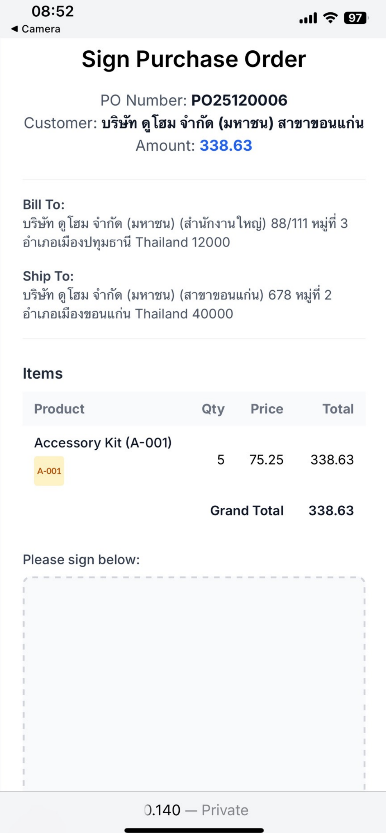 08:52
97
◀ Camera
Sign Purchase Order
PO Number: PO25120006
Customer: บริษัท ดูโฮม จำกัด (มหาชน) สาขาขอนแก่น
Amount: 338.63
Bill To:
บริษัท ดูโฮม จำกัด (มหาชน) (สำนักงานใหญ่) 88/111 หมู่ที่ 3
อำเภอเมืองปทุมธานี Thailand 12000
Ship To:
บริษัท ดูโฮม จำกัด (มหาชน) (สาขาขอนแก่น) 678 หมู่ที่ 2
อำเภอเมืองขอนแก่น Thailand 40000
Items
Product Qty Price Total
Accessory Kit (A-001)
A-001
5 75.25 338.63
Grand Total 338.63
Please sign below:
0.140 — Private